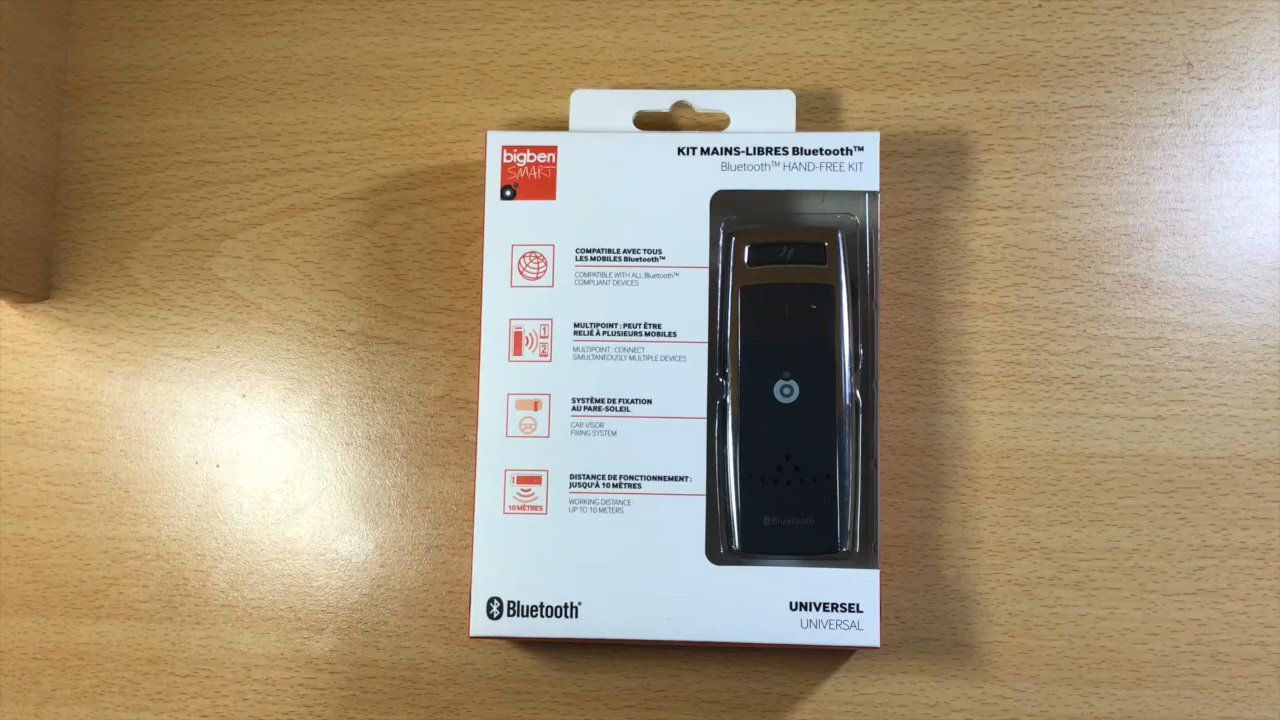 bigben
SMART
KIT MAINS-LIBRES Bluetooth™
Bluetooth™ HAND-FREE KIT
COMPATIBLE AVEC TOUS
LES MOBILES Bluetooth™
COMPATIBLE WITH ALL Bluetooth™
COMPLIANT DEVICES
1
2
MULTIPOINT : PEUT ÊTRE
RELIÉ À PLUSIEURS MOBILES
MULTIPOINT : CONNECT
SIMULTANEOUSLY MULTIPLE DEVICES
SYSTÈME DE FIXATION
AU PARE-SOLEIL
CAR VISOR
FIXING SYSTEM
10 MÈTRES
DISTANCE DE FONCTIONNEMENT :
JUSQU'À 10 MÈTRES
WORKING DISTANCE :
UP TO 10 METERS
Bluetooth
Bluetooth®
UNIVERSEL
UNIVERSAL